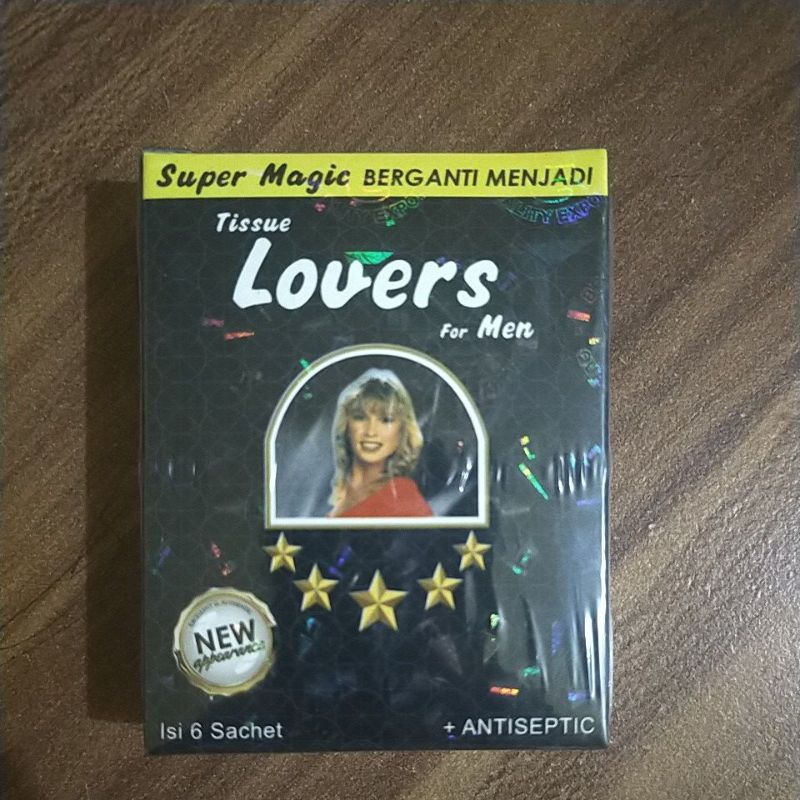 Super Magic BERGANTI MENJADI
Tissue
Lovers
For Men
NEW
appearance
Isi 6 Sachet
+ ANTISEPTIC